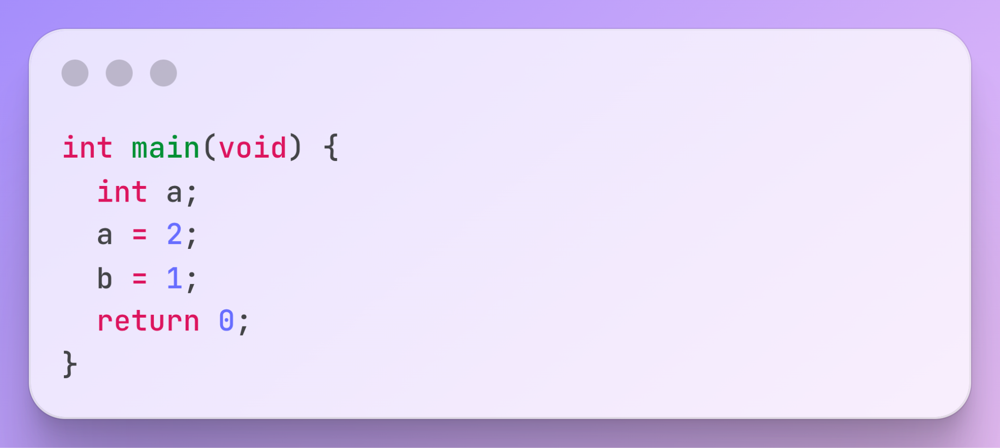 int main(void) {
  int a;
  a = 2;
  b = 1;
  return 0;
}